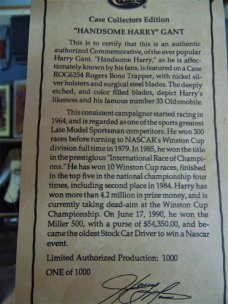 Case Collectors Edition
"HANDSOME HARRY" GANT
This is to certify that this is an authentic
authorized Commemorative, of the ever popular
Harry Gant. "Handsome Harry," as he is affec-
tionately known by his fans, is featured on a Case
ROG6254 Rogers Bone Trapper, with nickel sil-
ver bolsters and surgical steel blades. The deeply
etched, and color filled blades, depict Harry's
likeness and his famous number 33 Oldsmobile.
This consistent campaigner started racing in
1964, and is regarded as one of the sports greatest
Late Model Sportsman competitors. He won 300
races before turning to NASCAR's Winston Cup
division full time in 1979. In 1985, he won the title
in the prestigious "International Race of Champi-
ons." He has won 10 Winston Cup races, finished
in the top five in the national championship four
times, including second place in 1984. Harry has
won more than 4.2 million in prize money, and is
currently taking dead-aim at the Winston Cup
Championship. On June 17, 1990, he won the
Miller 500, with a purse of $54,350.00, and be-
came the oldest Stock Car Driver to win a Nascar
event.
Limited Authorized Production: 1000
ONE of 1000